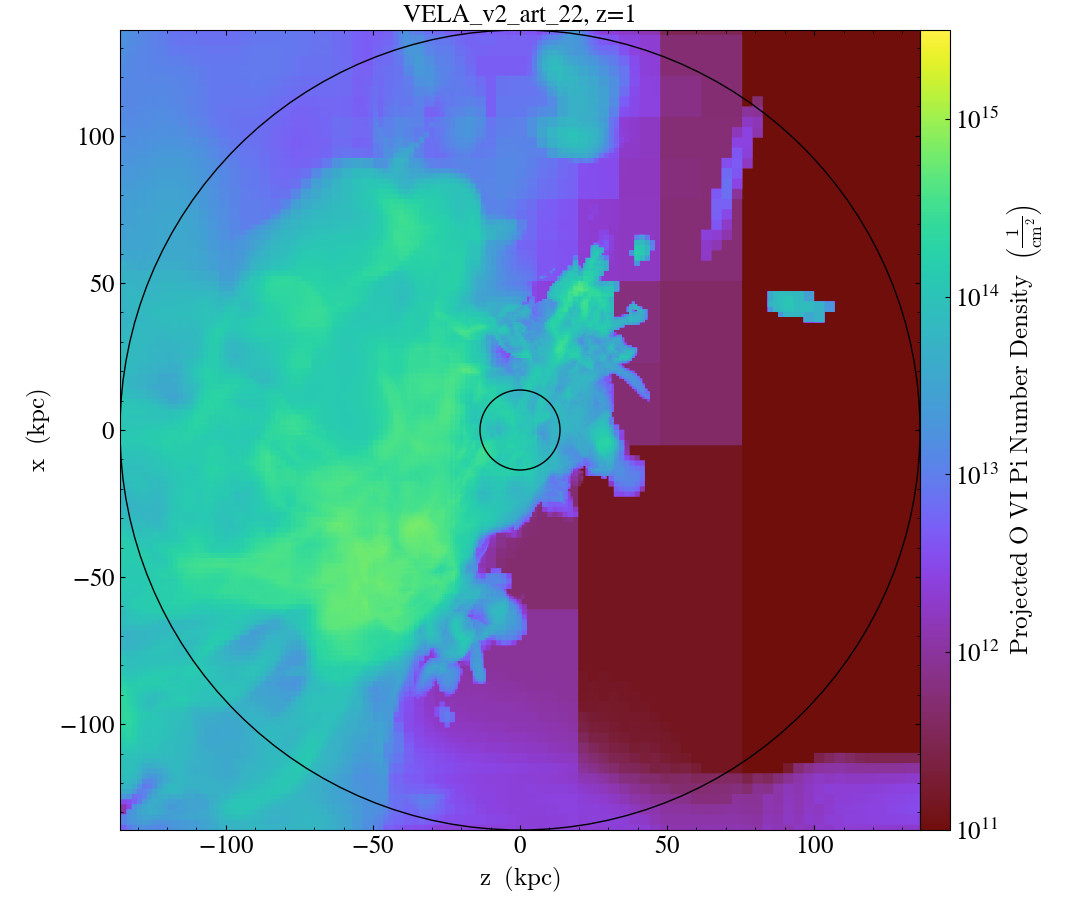 VELA_v2_art_22, z=1
100
50
0
−50
−100
x (kpc)
−100 −50 0 50 100
z (kpc)
10^15
10^14
10^13
10^12
10^11
Projected O VI Pi Number Density (1/cm^2)